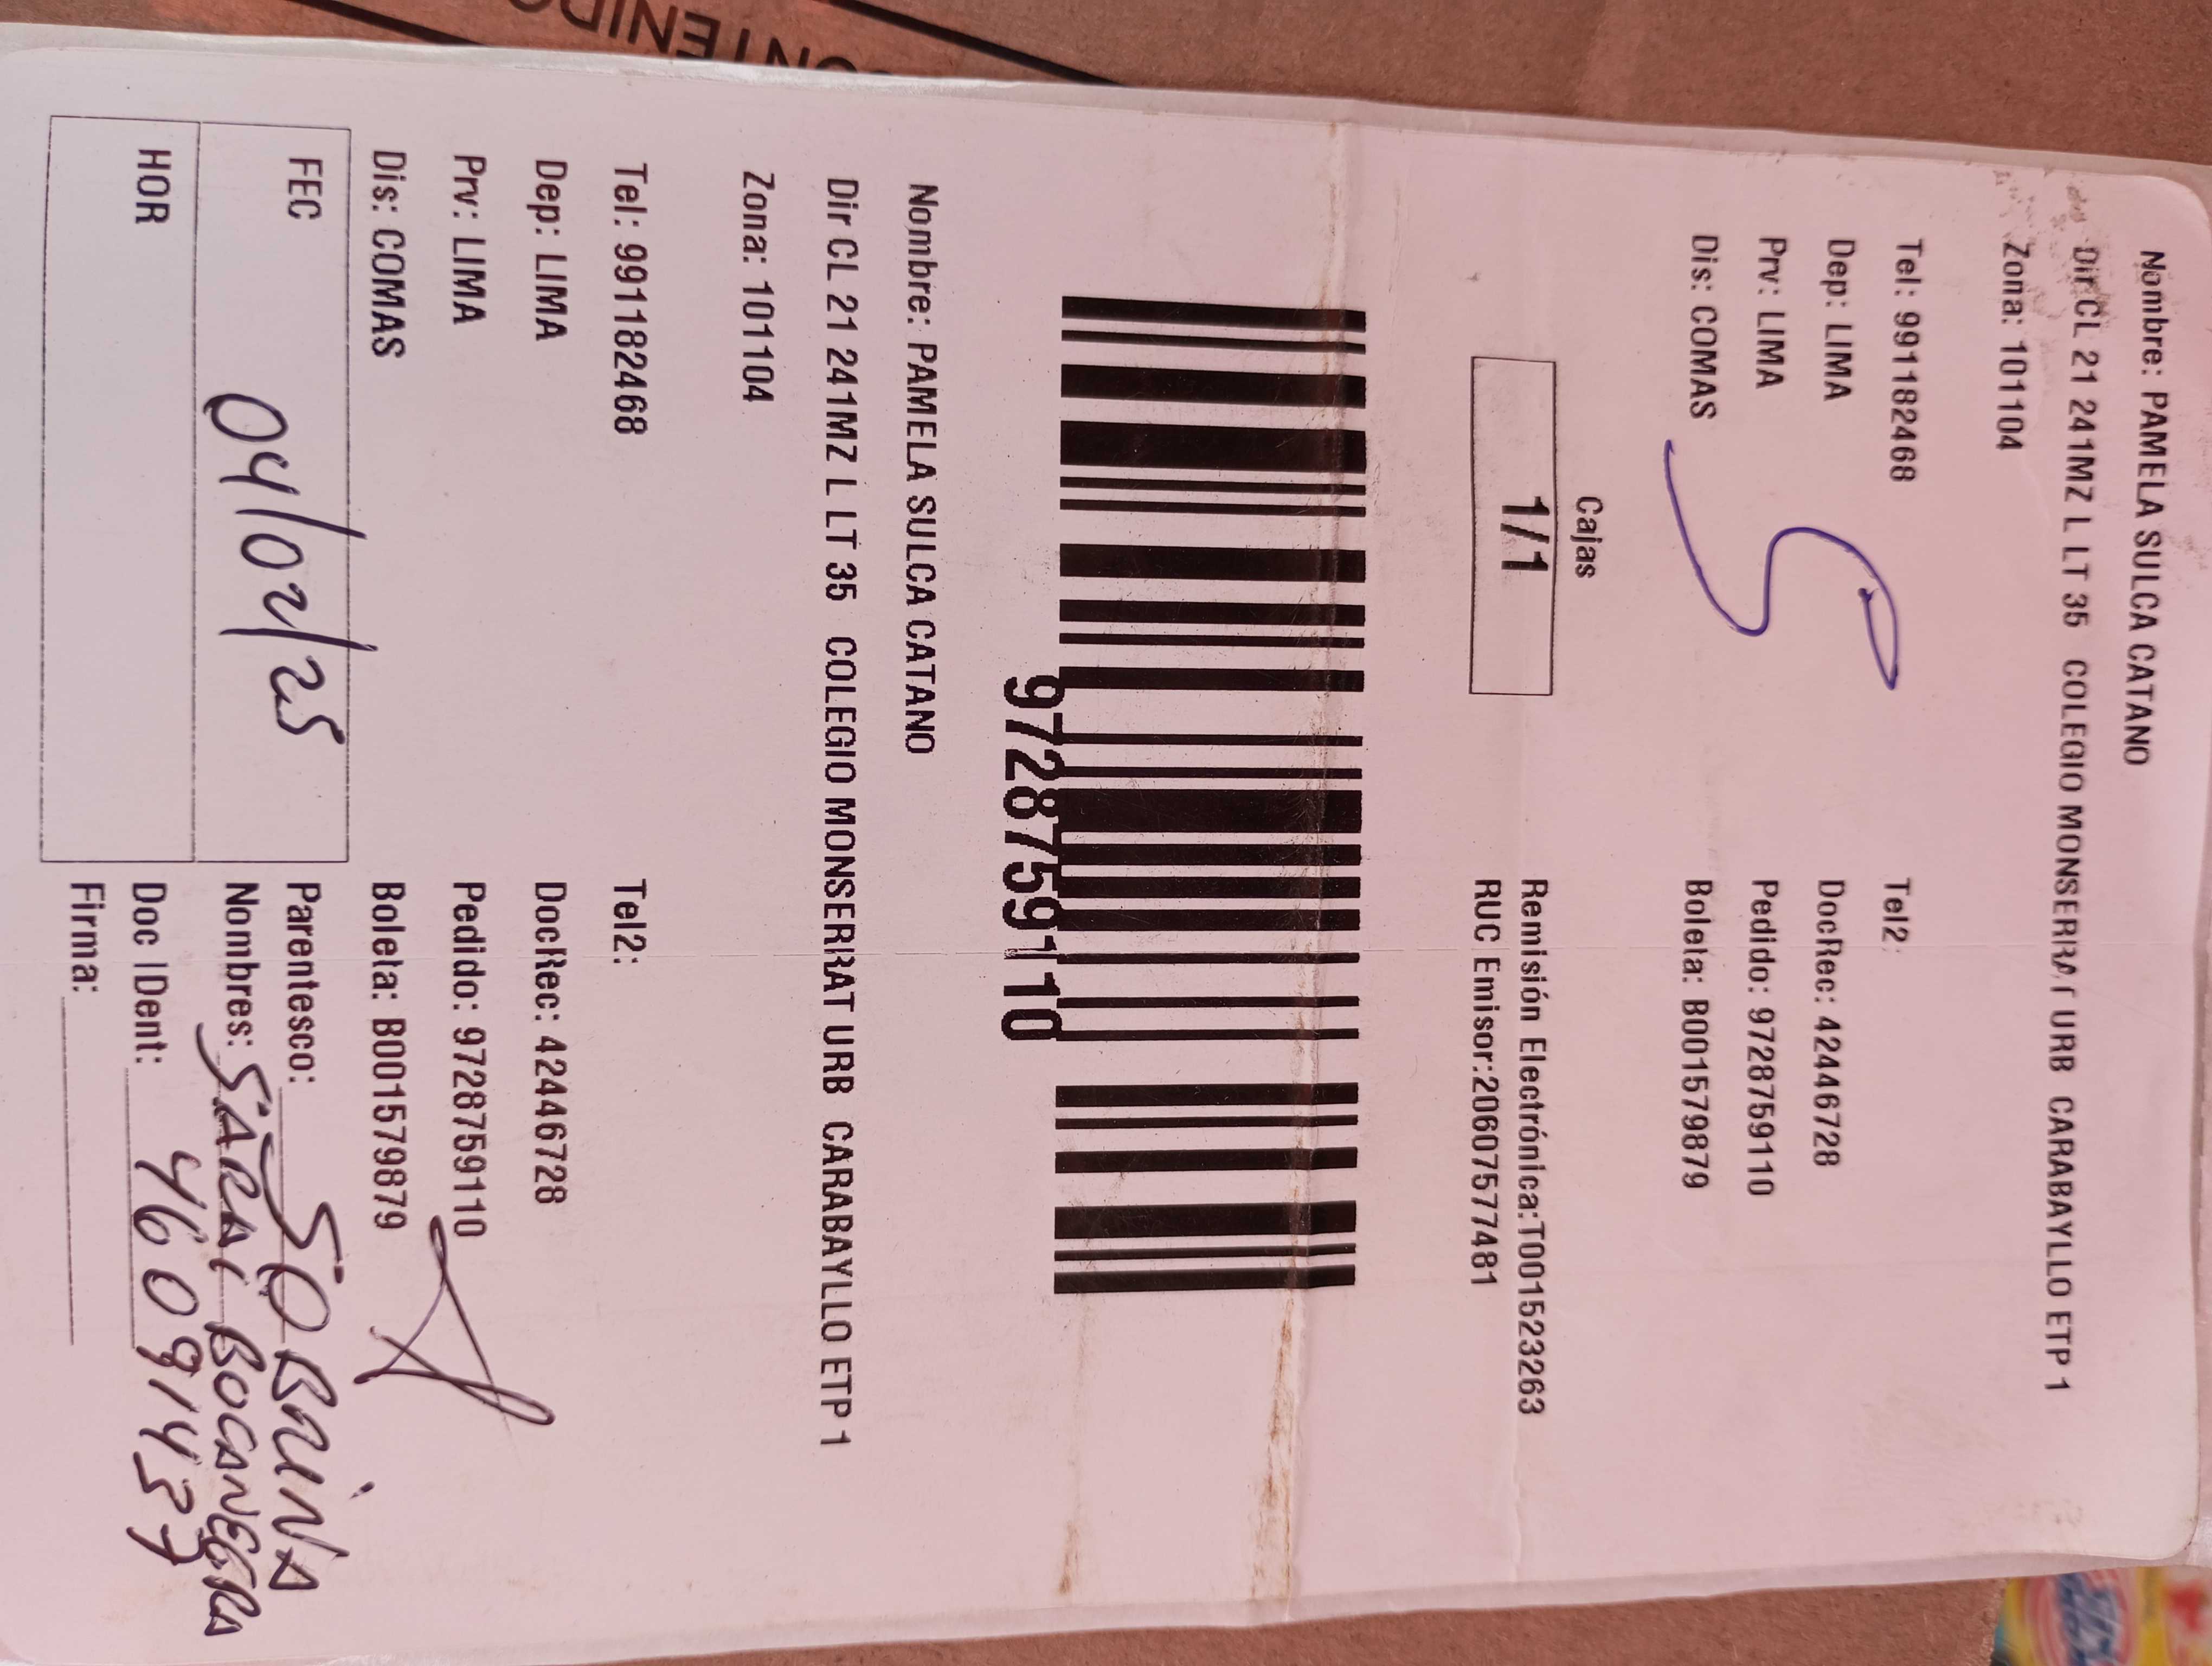 Nombre: PAMELA SULCA CATANO
Dir CL 21 241MZ L LT 35 COLEGIO MONSERRAT URB CARABAYLLO ETP 1
Zona: 101104
Tel: 991182468 Tel2:
Dep: LIMA DocRec: 42446728
Prv: LIMA Pedido: 9728759110
Dis: COMAS Boleta: B001579879
Cajas
1/1
Remisión Electrónica:T001523263
RUC Emisor:20607577481
9728759110
Nombre: PAMELA SULCA CATANO
Dir CL 21 241MZ L LT 35 COLEGIO MONSERRAT URB CARABAYLLO ETP 1
Zona: 101104
Tel: 991182468 Tel2:
Dep: LIMA DocRec: 42446728
Prv: LIMA Pedido: 9728759110
Dis: COMAS Boleta: B001579879
FEC 04/02/25 Parentesco: SOBRINA
Nombres: SARAI BOCANEGRA
HOR Doc IDent: 46091437
Firma: